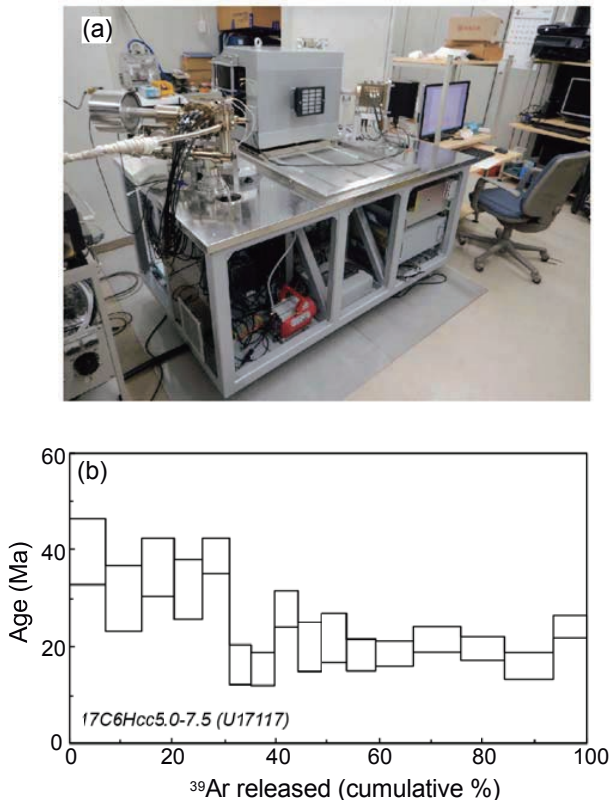 (a)
(b)
60
40
20
0
Age (Ma)
17C6Hcc5.0-7.5 (U17117)
0 20 40 60 80 100
³⁹Ar released (cumulative %)